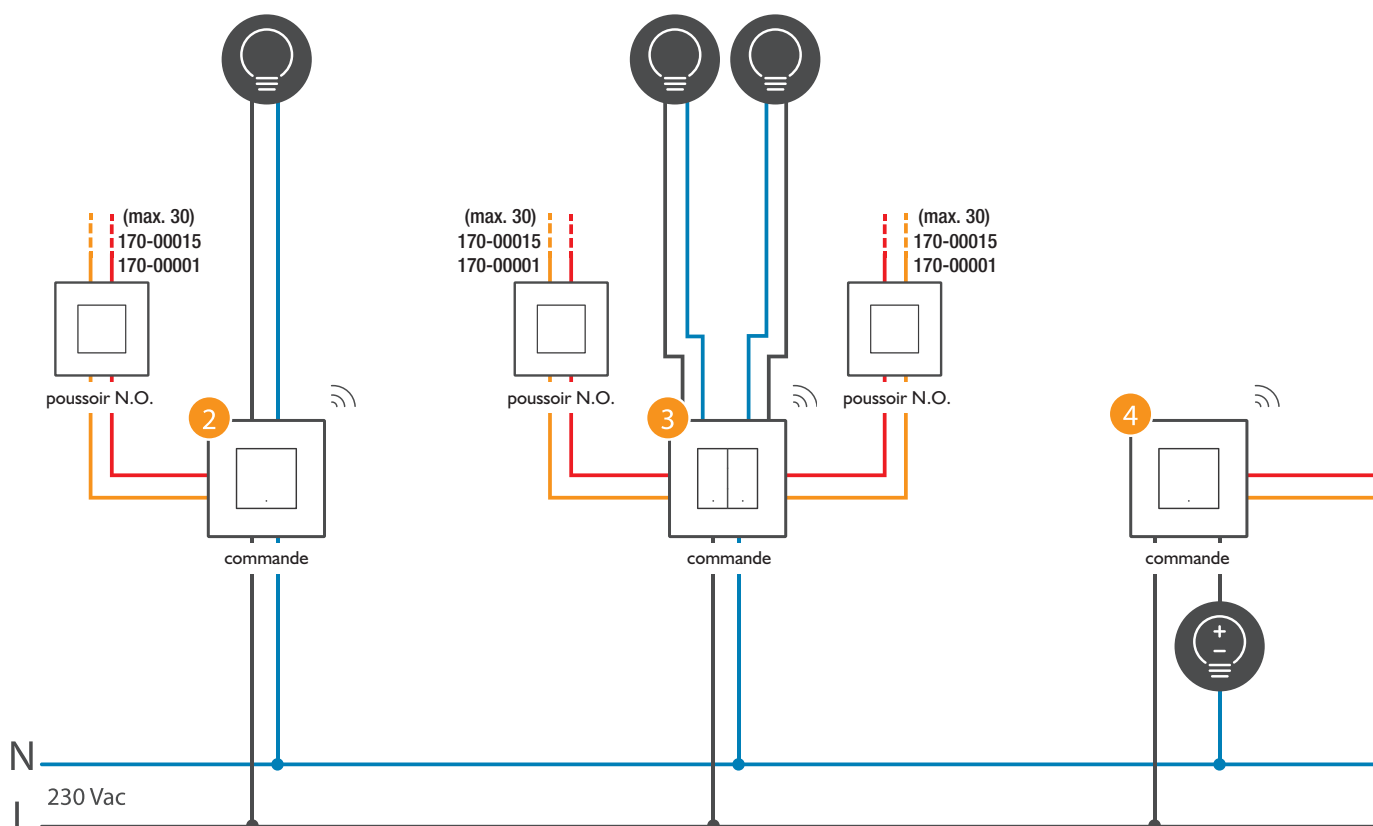 (max. 30)
170-00015
170-00001
poussoir N.O.
2
commande
(max. 30)
170-00015
170-00001
poussoir N.O.
3
commande
(max. 30)
170-00015
170-00001
poussoir N.O.
4
commande
+
-
N
230 Vac